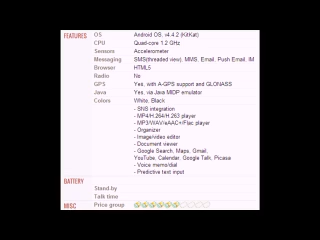 FEATURES OS Android OS, v4.4.2 (KitKat)
CPU Quad-core 1.2 GHz
Sensors Accelerometer
Messaging SMS(threaded view), MMS, Email, Push Email, IM
Browser HTML5
Radio No
GPS Yes, with A-GPS support and GLONASS
Java Yes, via Java MIDP emulator
Colors White, Black
- SNS integration
- MP4/H.264/H.263 player
- MP3/WAV/eAAC+/Flac player
- Organizer
- Image/video editor
- Document viewer
- Google Search, Maps, Gmail,
YouTube, Calendar, Google Talk, Picasa
- Voice memo/dial
- Predictive text input
BATTERY
Stand-by
Talk time
MISC Price group